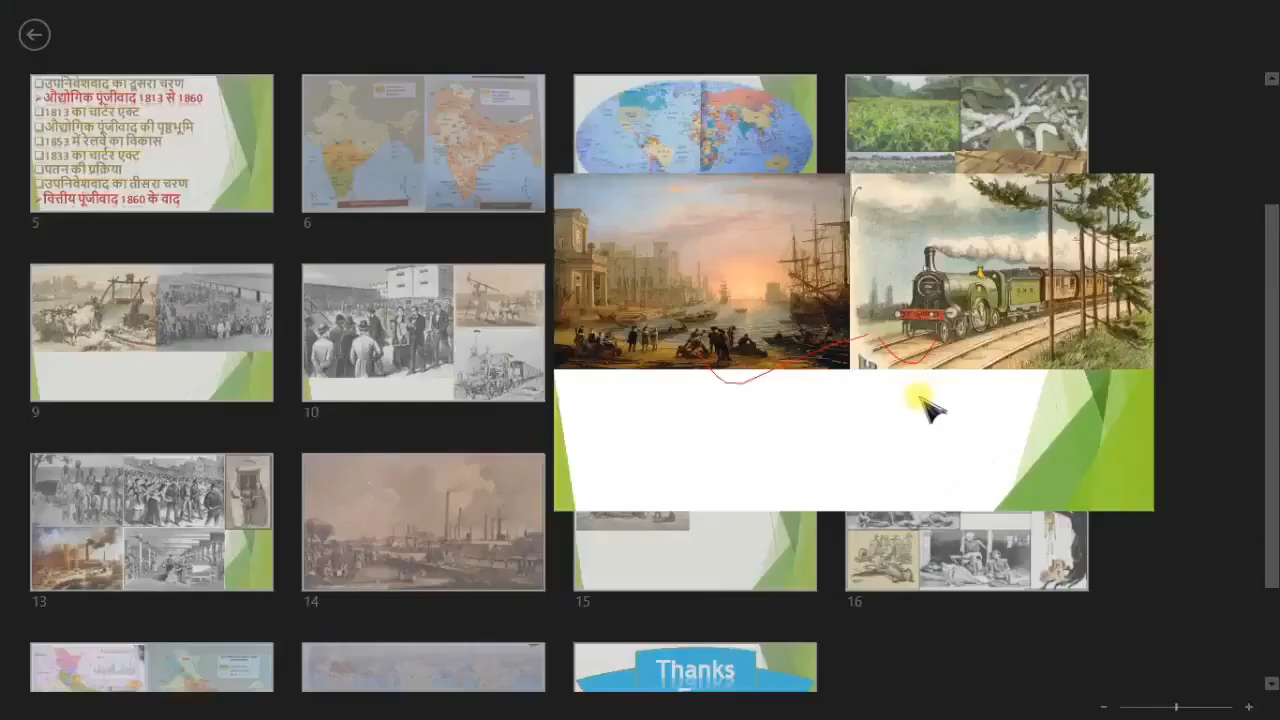 ❑उपनिवेशवाद का दूसरा चरण
➢औद्योगिक पूंजीवाद 1813 से 1860
❑1813 का चार्टर एक्ट
❑औद्योगिक पूंजीवाद की पृष्ठभूमि
❑1853 में रेलवे का विकास
❑1833 का चार्टर एक्ट
❑पतन की प्रक्रिया
❑उपनिवेशवाद का तीसरा चरण
➢वित्तीय पूंजीवाद 1860 के वाद
5
6
9
10
13
14
15
16
Thanks